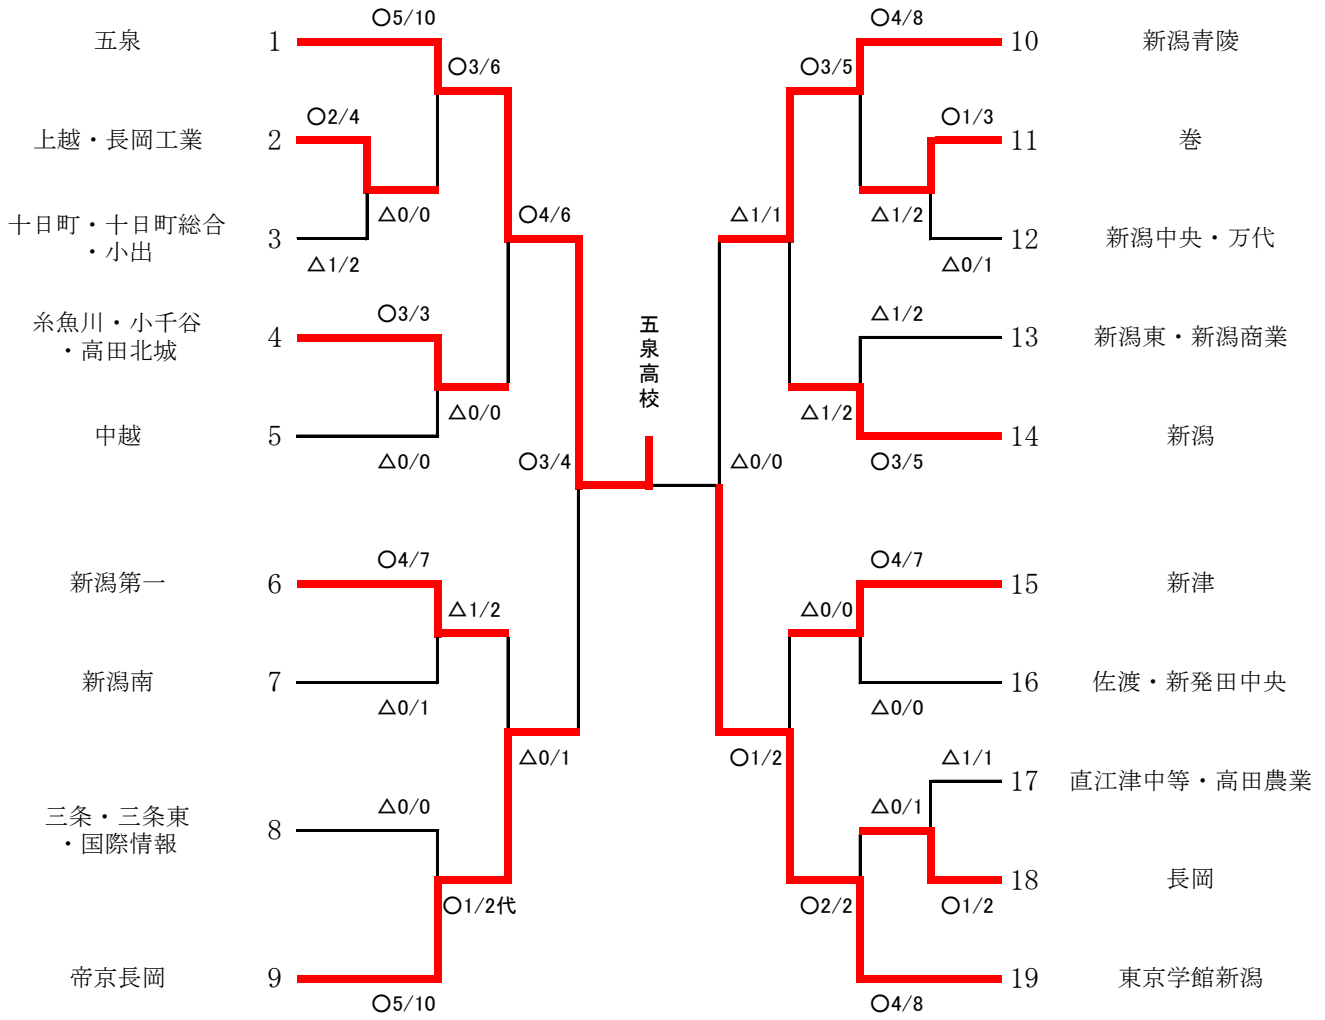 ○5/10
五泉 1
○3/6
○2/4
上越・長岡工業 2
△0/0
十日町・十日町総合
・小出
3
△1/2
○4/6
糸魚川・小千谷
・高田北城
4
○3/3
△0/0
中越 5
△0/0
○3/4
新潟第一 6
○4/7
△1/2
新潟南 7
△0/1
△0/1
三条・三条東
・国際情報
8
△0/0
○1/2代
帝京長岡 9
○5/10
五泉高校
○4/8
10 新潟青陵
○3/5
○1/3
11 巻
△1/2
12 新潟中央・万代
△0/1
△1/1
△1/2
13 新潟東・新潟商業
△1/2
14 新潟
○3/5
△0/0
○4/7
15 新津
△0/0
16 佐渡・新発田中央
△0/0
○1/2
△1/1
17 直江津中等・高田農業
△0/1
18 長岡
○1/2
○2/2
19 東京学館新潟
○4/8